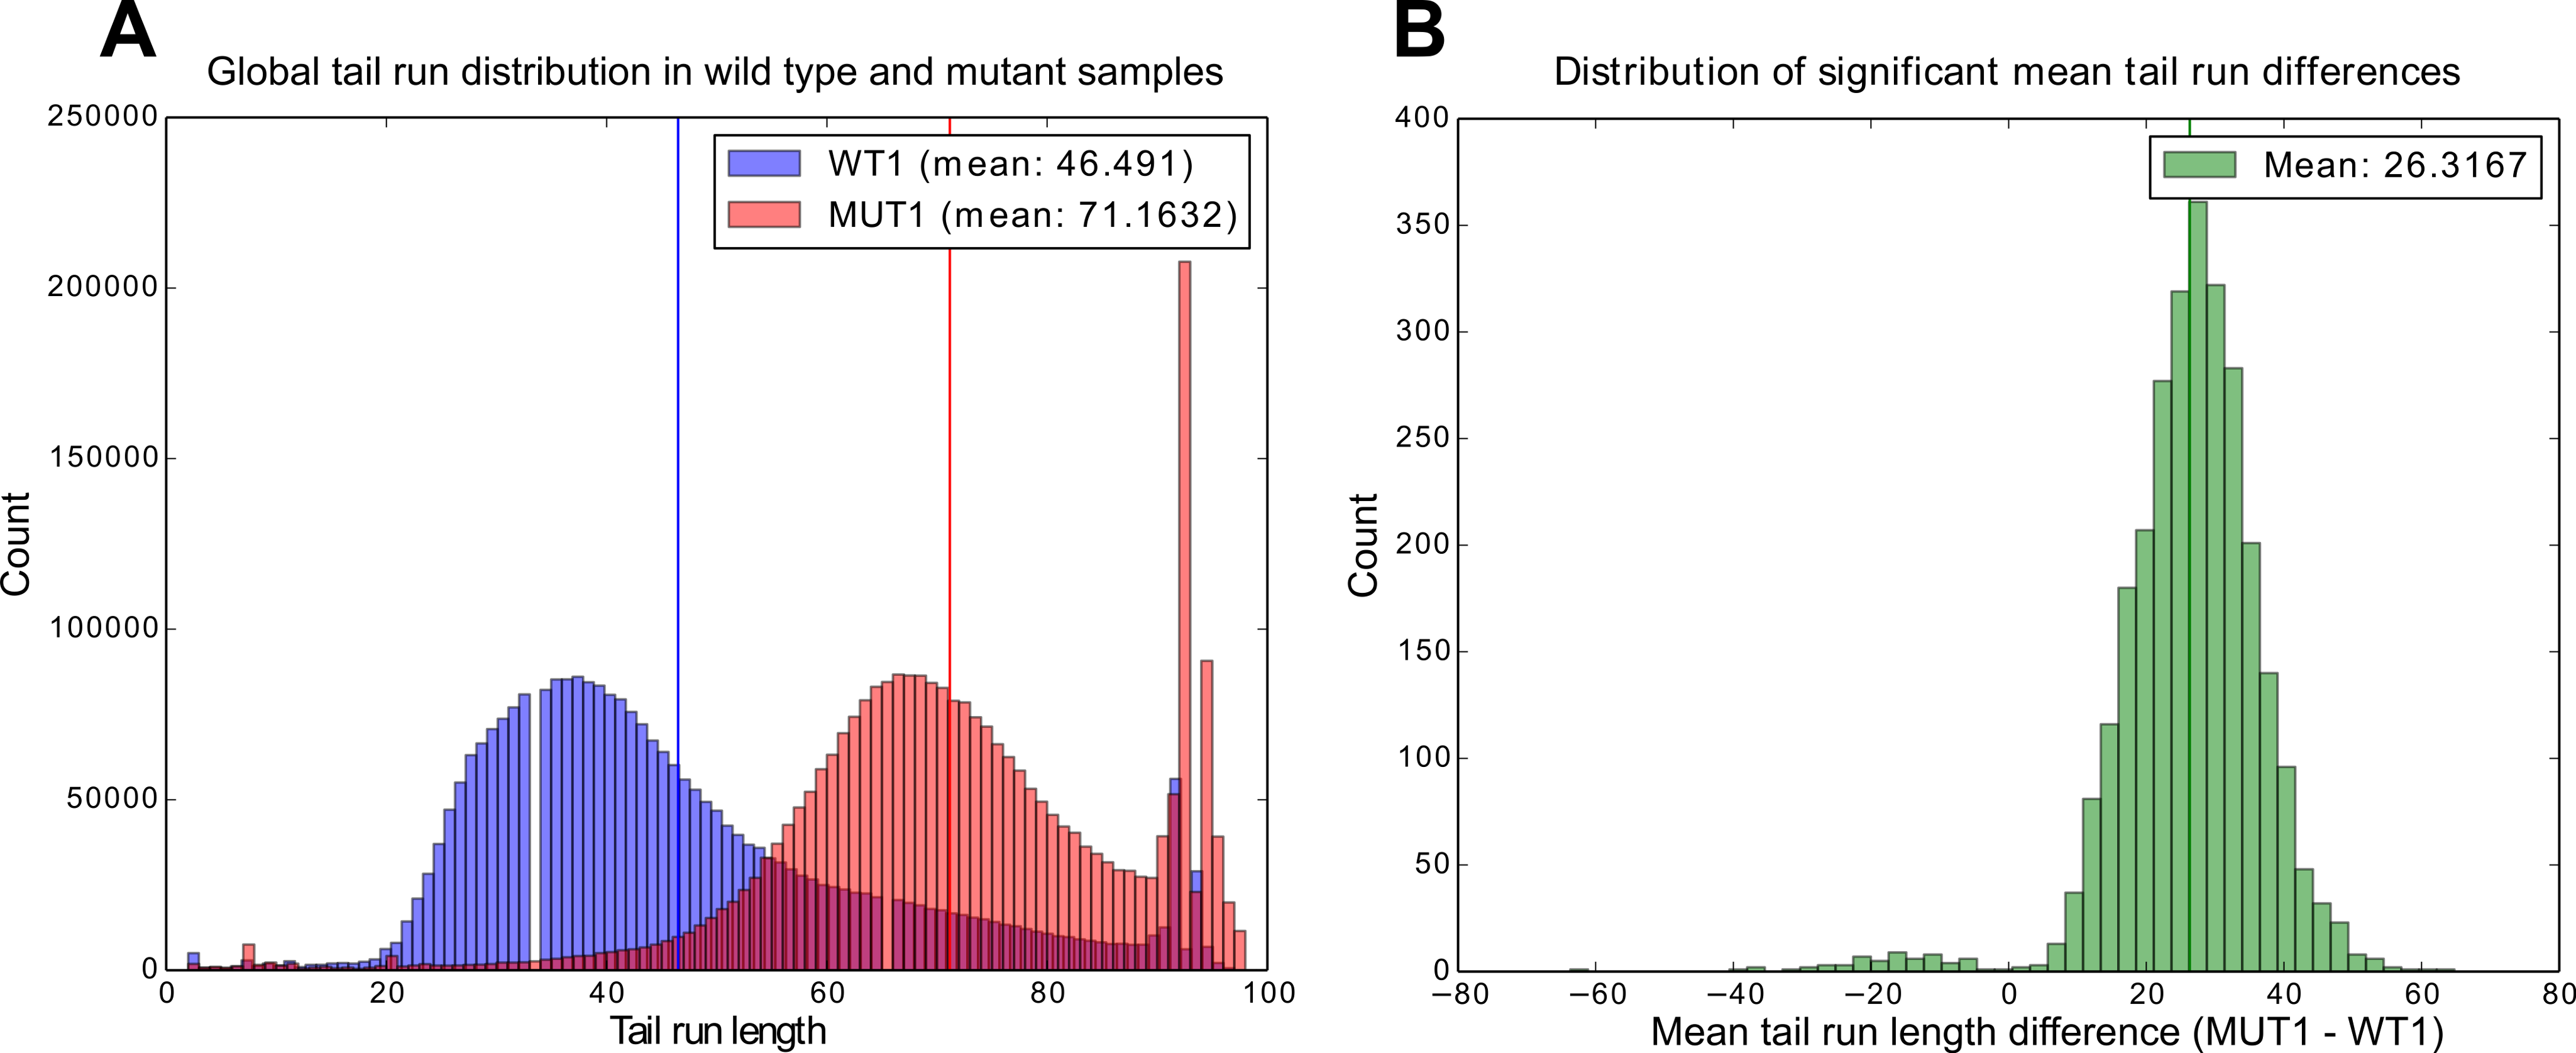 A
Global tail run distribution in wild type and mutant samples
250000
200000
150000
100000
50000
0
Count
WT1 (mean: 46.491)
MUT1 (mean: 71.1632)
0 20 40 60 80 100
Tail run length
B
Distribution of significant mean tail run differences
400
350
300
250
200
150
100
50
0
Count
Mean: 26.3167
−80 −60 −40 −20 0 20 40 60 80
Mean tail run length difference (MUT1 - WT1)